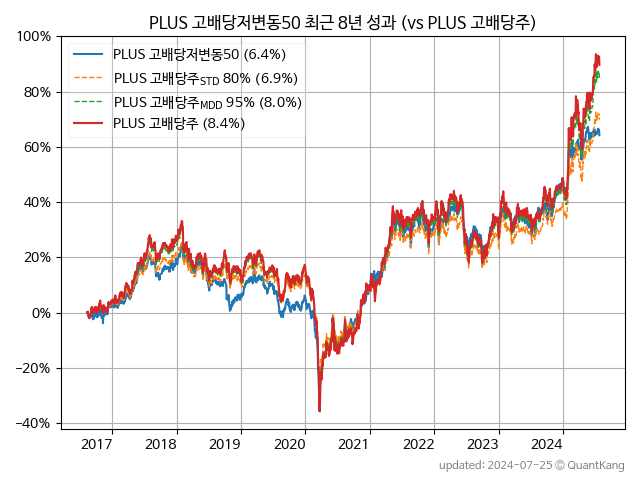 PLUS 고배당저변동50 최근 8년 성과 (vs PLUS 고배당주)
100%
80%
60%
40%
20%
0%
−20%
−40%
PLUS 고배당저변동50 (6.4%)
PLUS 고배당주STD 80% (6.9%)
PLUS 고배당주MDD 95% (8.0%)
PLUS 고배당주 (8.4%)
2017 2018 2019 2020 2021 2022 2023 2024
updated: 2024-07-25 © QuantKang